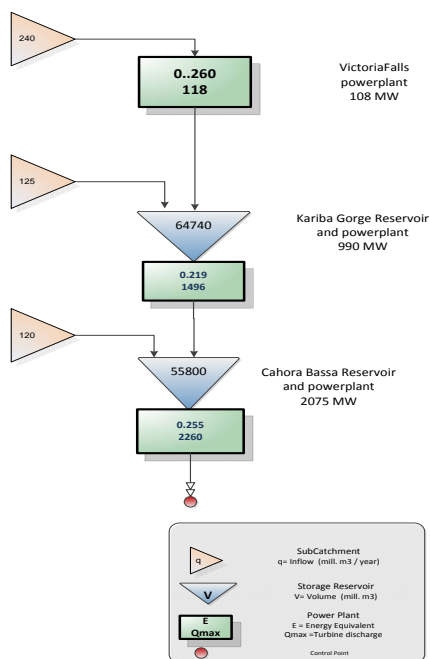 240
0..260
118
VictoriaFalls
powerplant
108 MW
125
64740
Kariba Gorge Reservoir
and powerplant
990 MW
0.219
1496
120
55800
Cahora Bassa Reservoir
and powerplant
2075 MW
0.255
2260
q
SubCatchment
q= Inflow (mill. m3 / year)
V
Storage Reservoir
V= Volume (mill. m3)
E
Qmax
Power Plant
E = Energy Equivalent
Qmax =Turbine discharge
Control Point